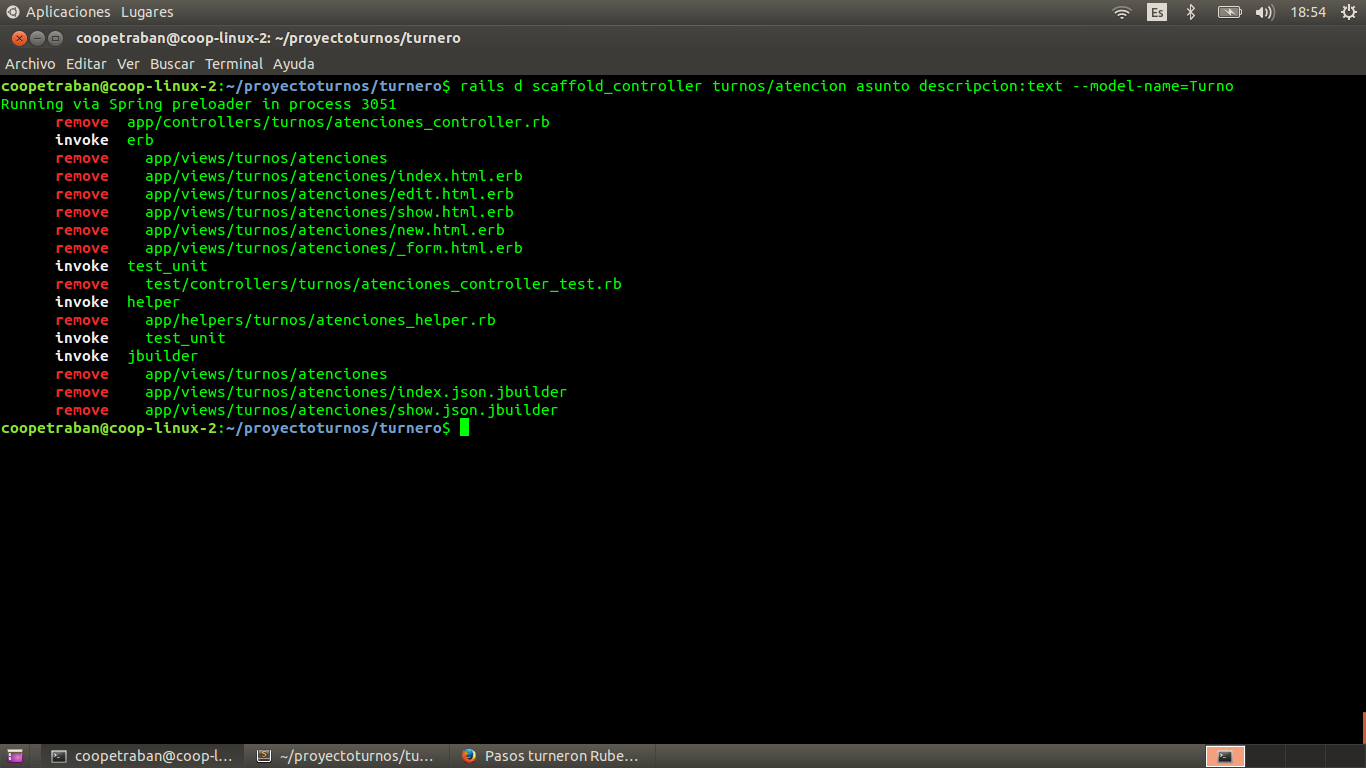 Aplicaciones Lugares Es 18:54
coopetraban@coop-linux-2: ~/proyectoturnos/turnero
Archivo Editar Ver Buscar Terminal Ayuda
coopetraban@coop-linux-2:~/proyectoturnos/turnero$ rails d scaffold_controller turnos/atencion asunto descripcion:text --model-name=Turno
Running via Spring preloader in process 3051
remove app/controllers/turnos/atenciones_controller.rb
invoke erb
remove app/views/turnos/atenciones
remove app/views/turnos/atenciones/index.html.erb
remove app/views/turnos/atenciones/edit.html.erb
remove app/views/turnos/atenciones/show.html.erb
remove app/views/turnos/atenciones/new.html.erb
remove app/views/turnos/atenciones/_form.html.erb
invoke test_unit
remove test/controllers/turnos/atenciones_controller_test.rb
invoke helper
remove app/helpers/turnos/atenciones_helper.rb
invoke test_unit
invoke jbuilder
remove app/views/turnos/atenciones
remove app/views/turnos/atenciones/index.json.jbuilder
remove app/views/turnos/atenciones/show.json.jbuilder
coopetraban@coop-linux-2:~/proyectoturnos/turnero$
coopetraban@coop-l... ~/proyectoturnos/tu... Pasos turneron Rube...